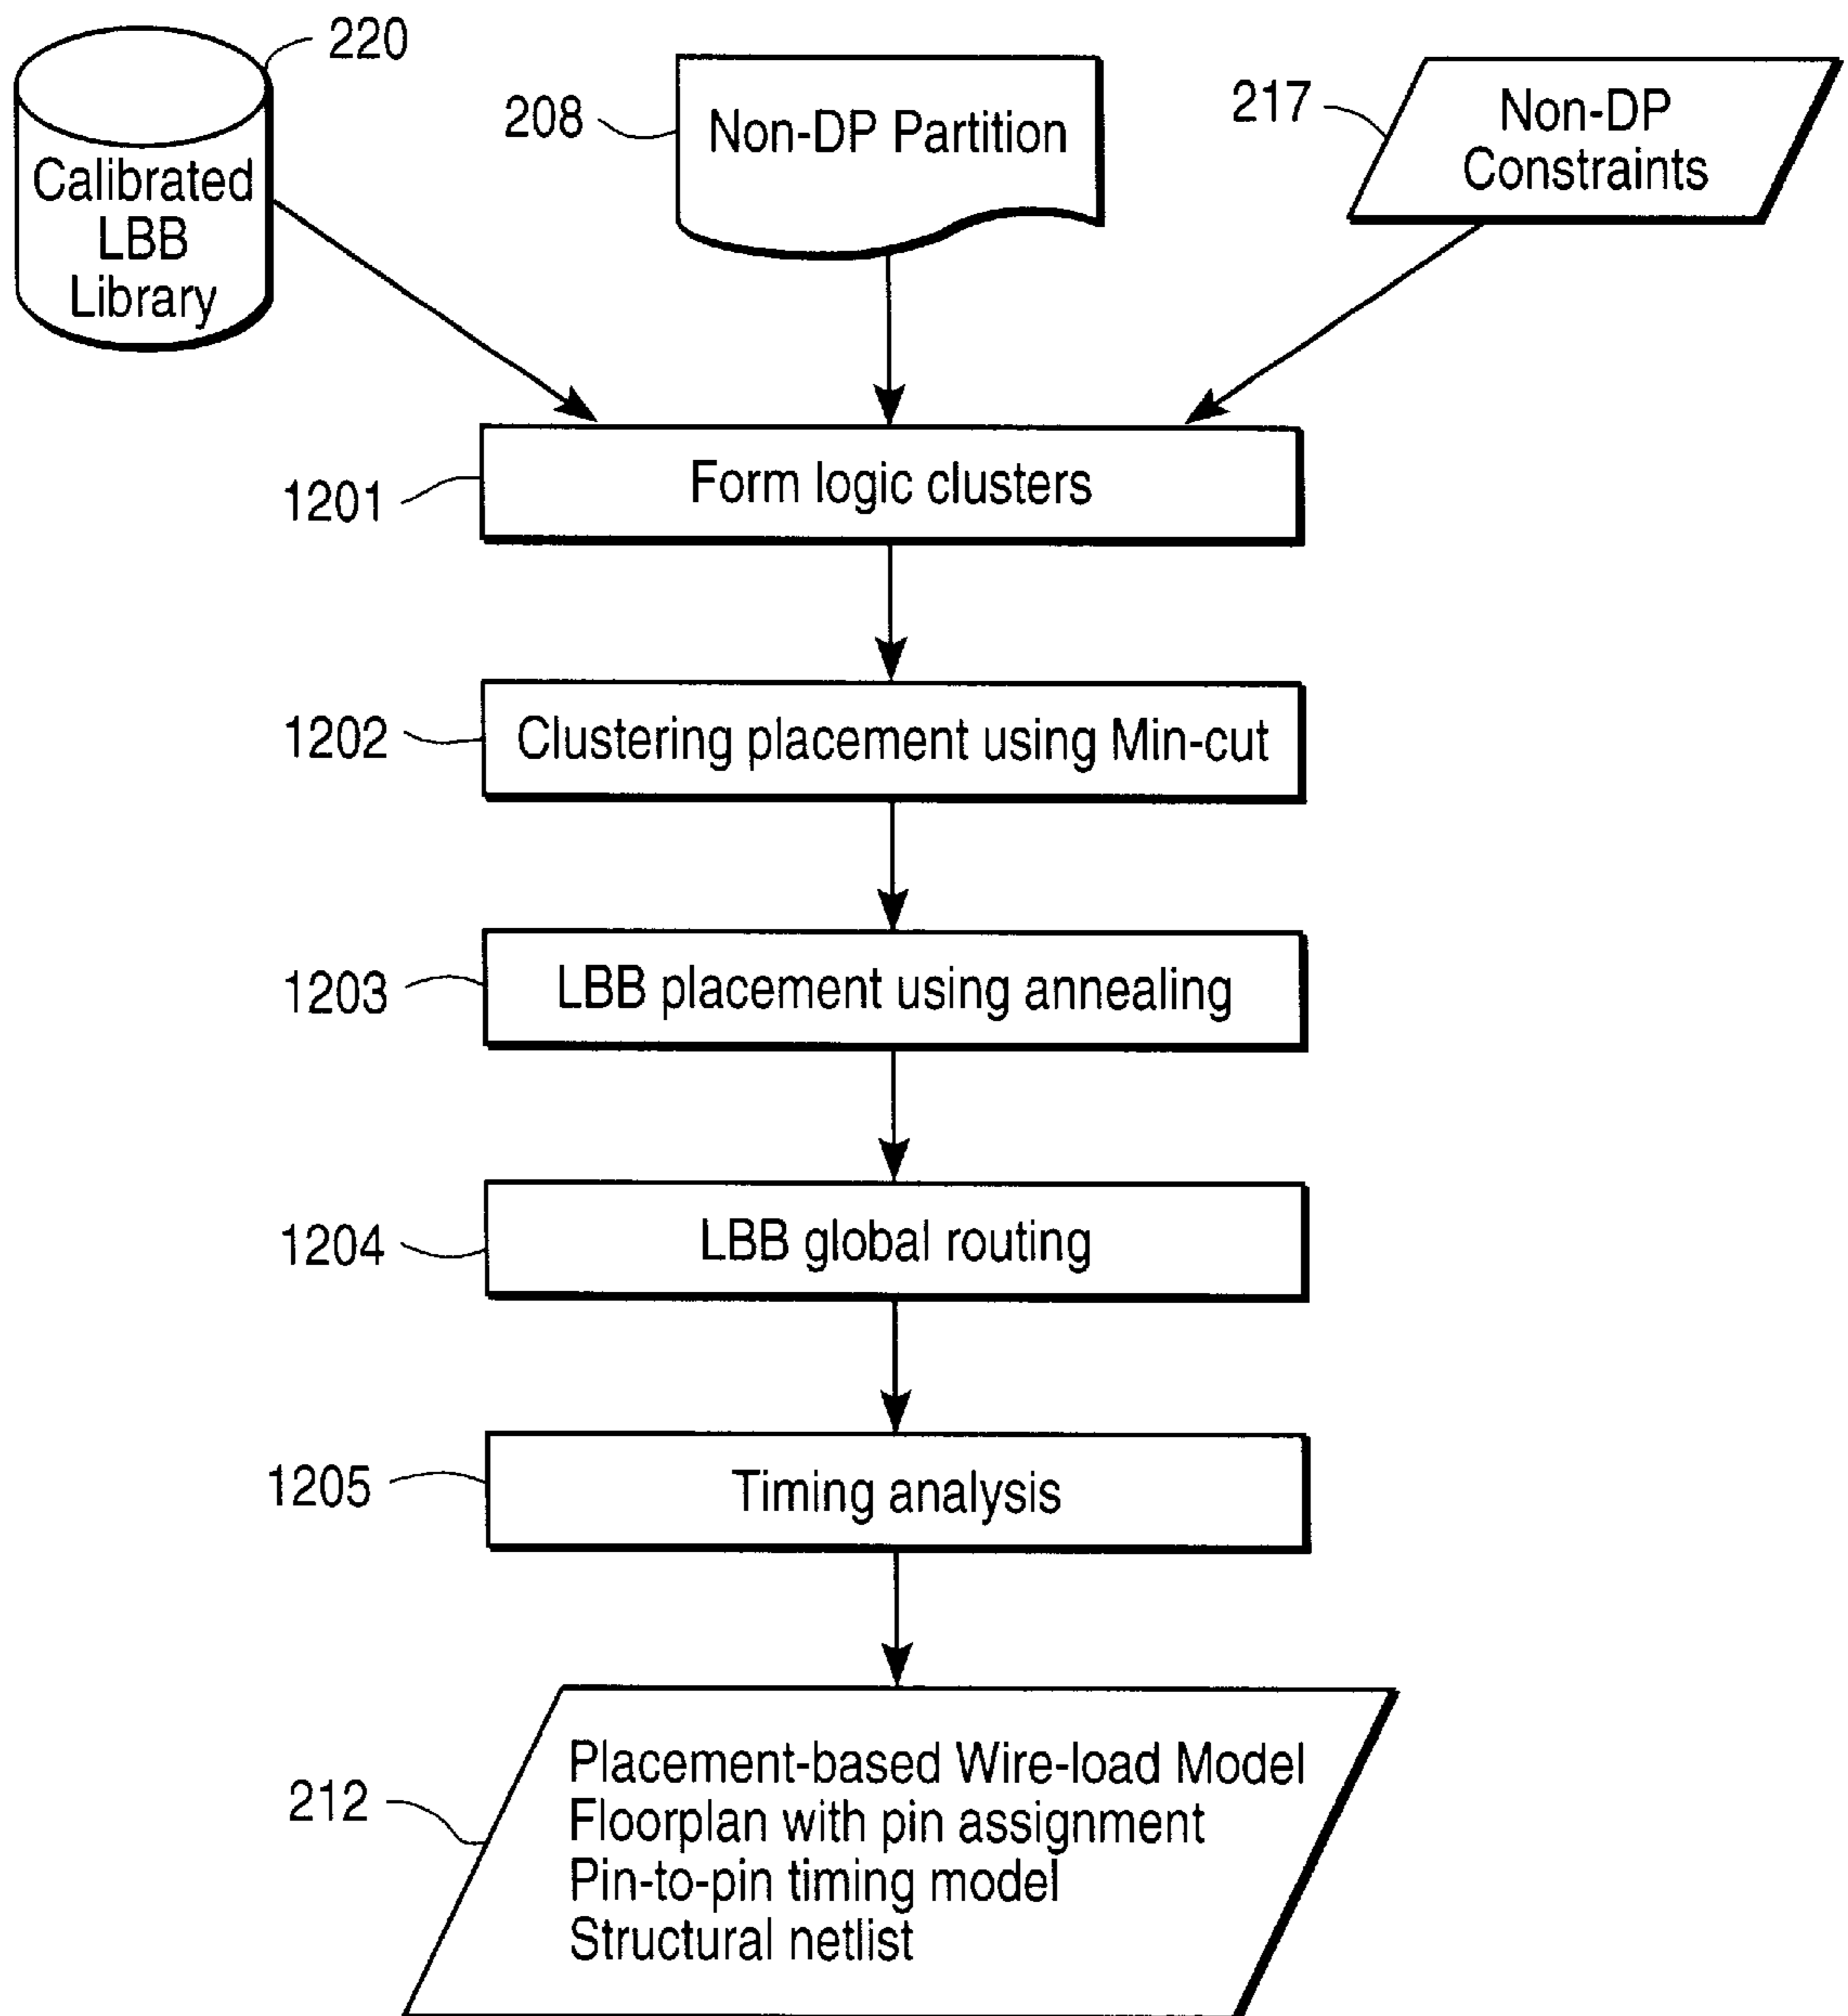 220
Calibrated
LBB
Library
208
Non-DP Partition
217
Non-DP
Constraints
1201
Form logic clusters
1202
Clustering placement using Min-cut
1203
LBB placement using annealing
1204
LBB global routing
1205
Timing analysis
212
Placement-based Wire-load Model
Floorplan with pin assignment
Pin-to-pin timing model
Structural netlist